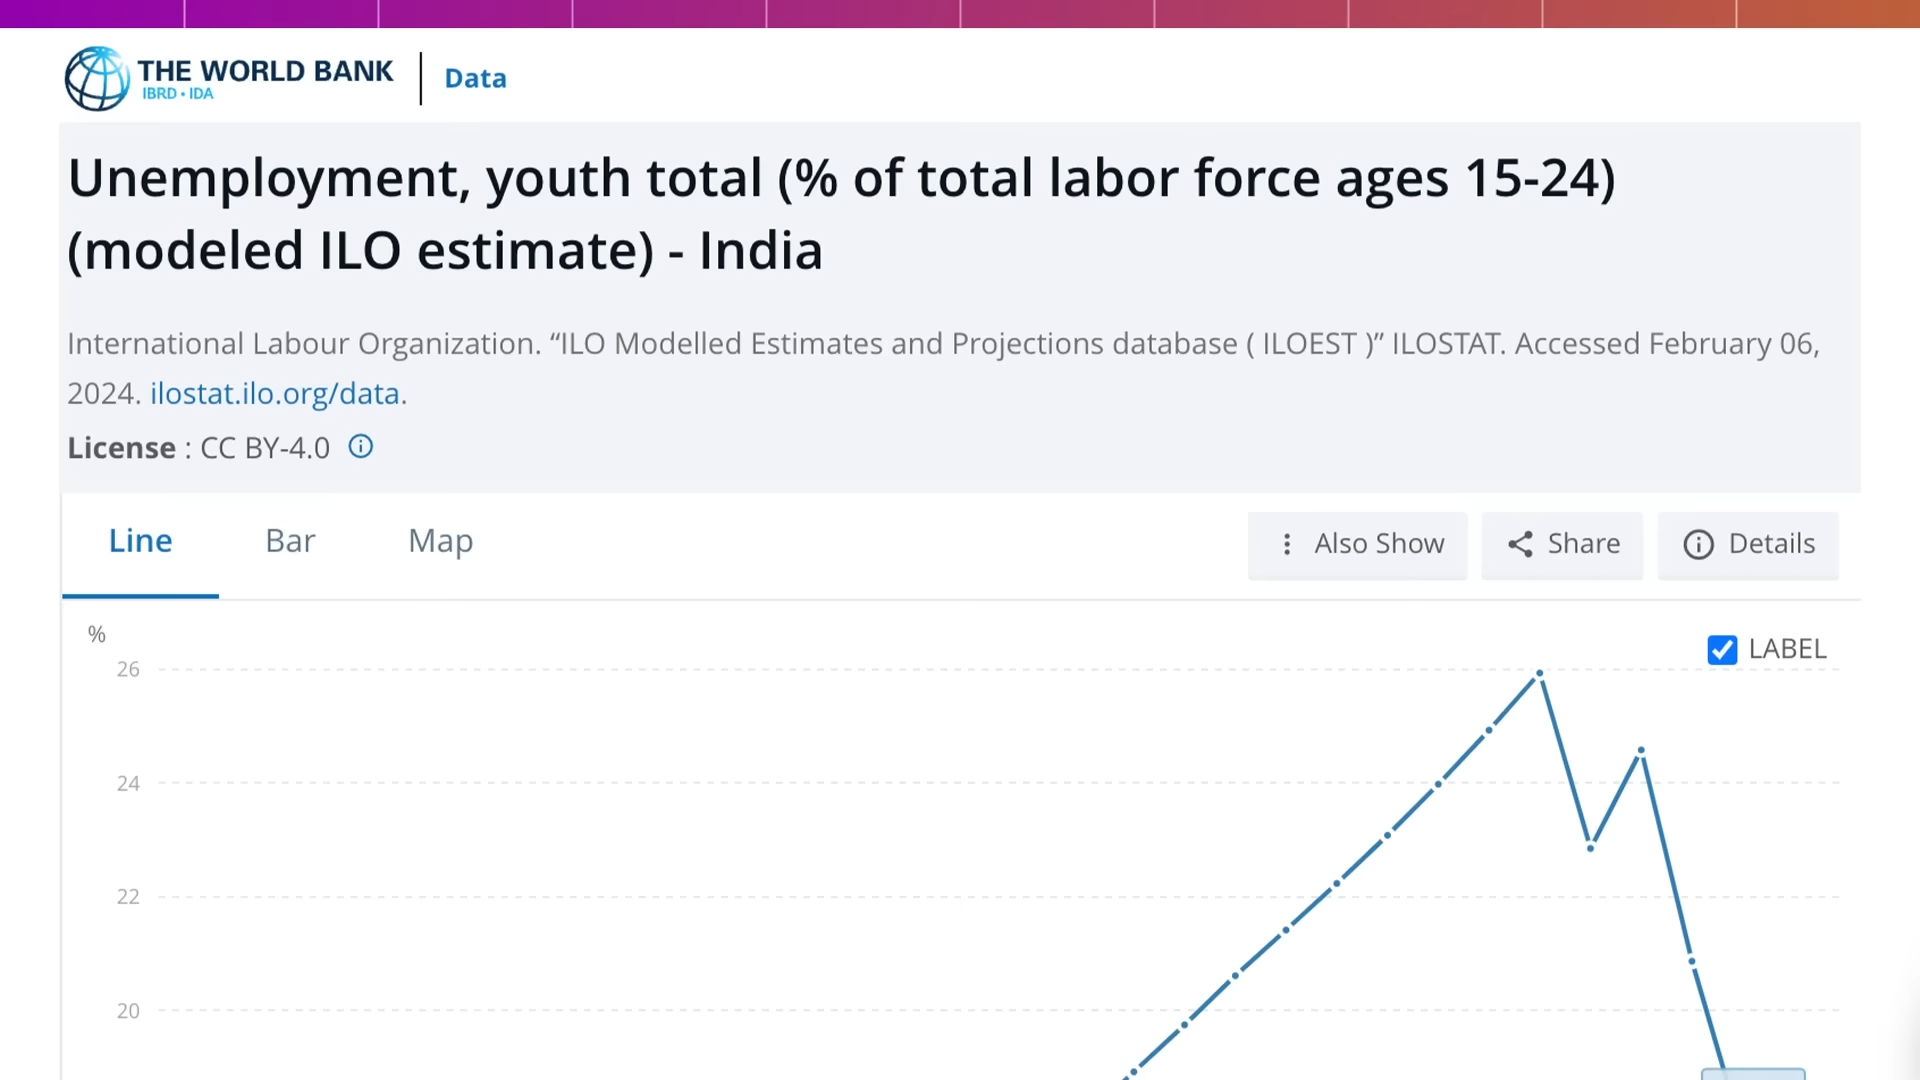 THE WORLD BANK
IBRD • IDA
Data
Unemployment, youth total (% of total labor force ages 15-24)
(modeled ILO estimate) - India
International Labour Organization. “ILO Modelled Estimates and Projections database ( ILOEST )” ILOSTAT. Accessed February 06,
2024. ilostat.ilo.org/data.
License : CC BY-4.0
Line Bar Map
Also Show Share Details
%
LABEL
26
24
22
20